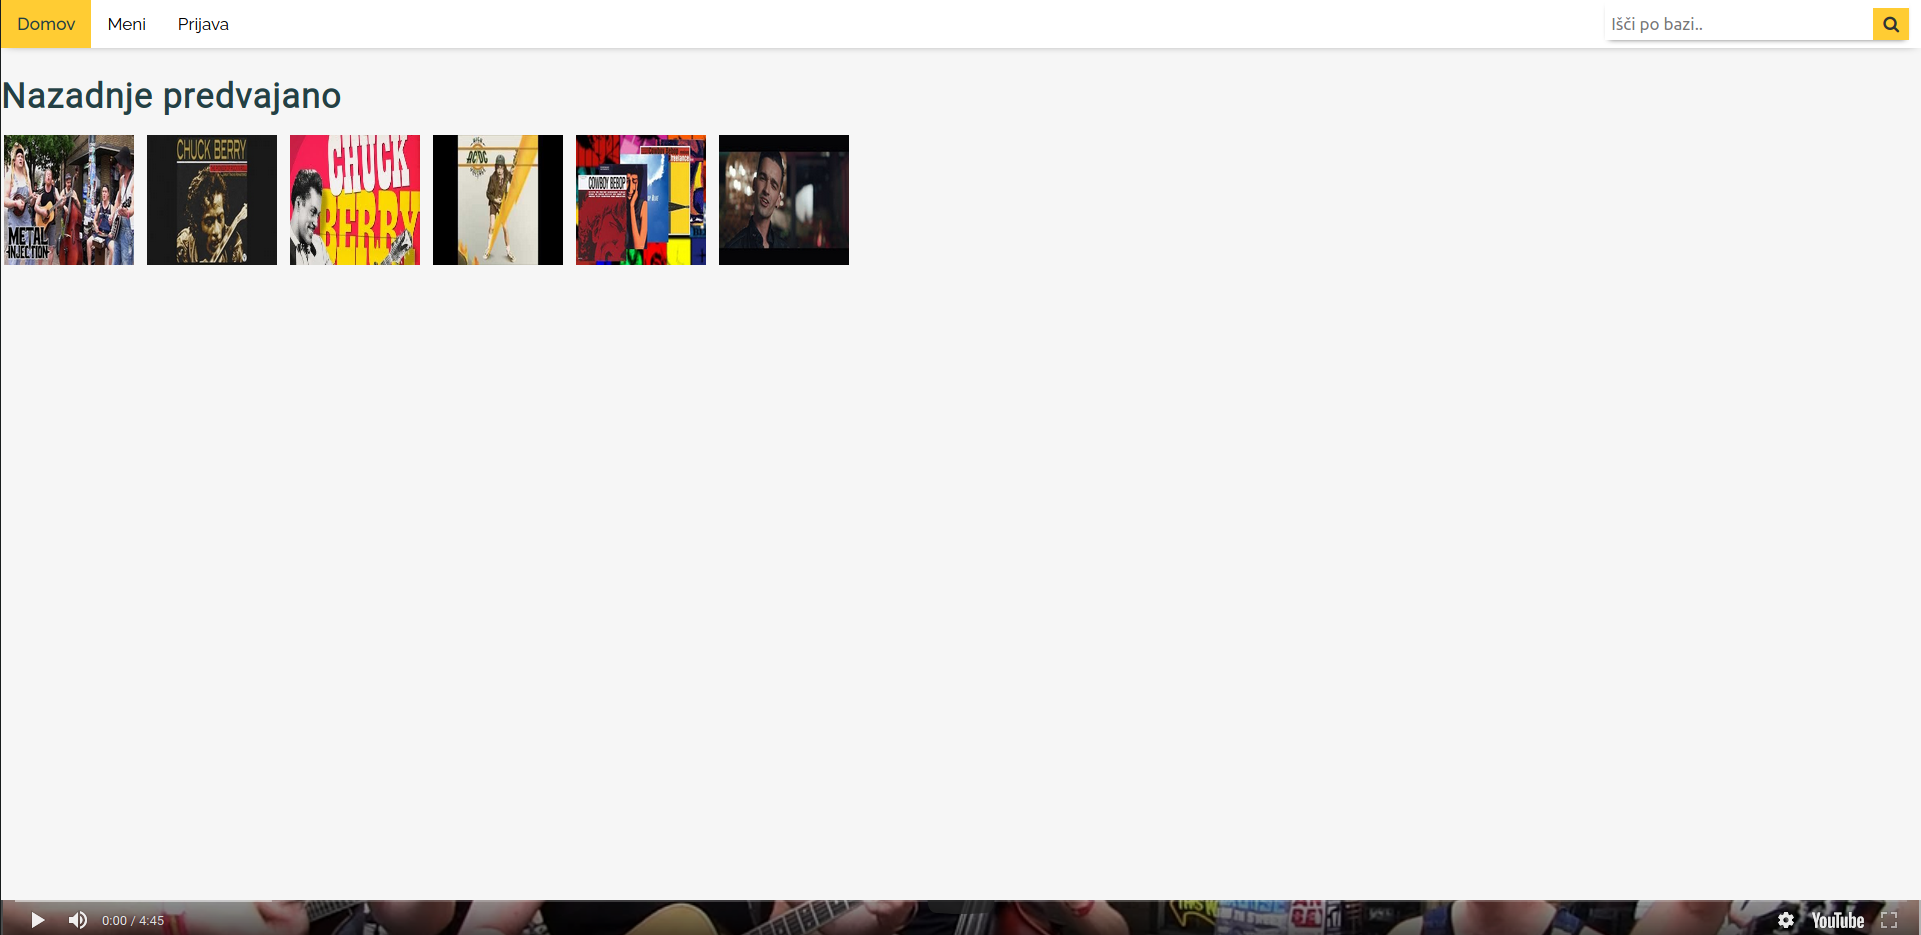 Domov Meni Prijava Išči po bazi..
Nazadnje predvajano
METAL INJECTION
CHUCK BERRY
CHUCK BERRY
AC/DC
COWBOY BEBOP
0:00 / 4:45 YouTube